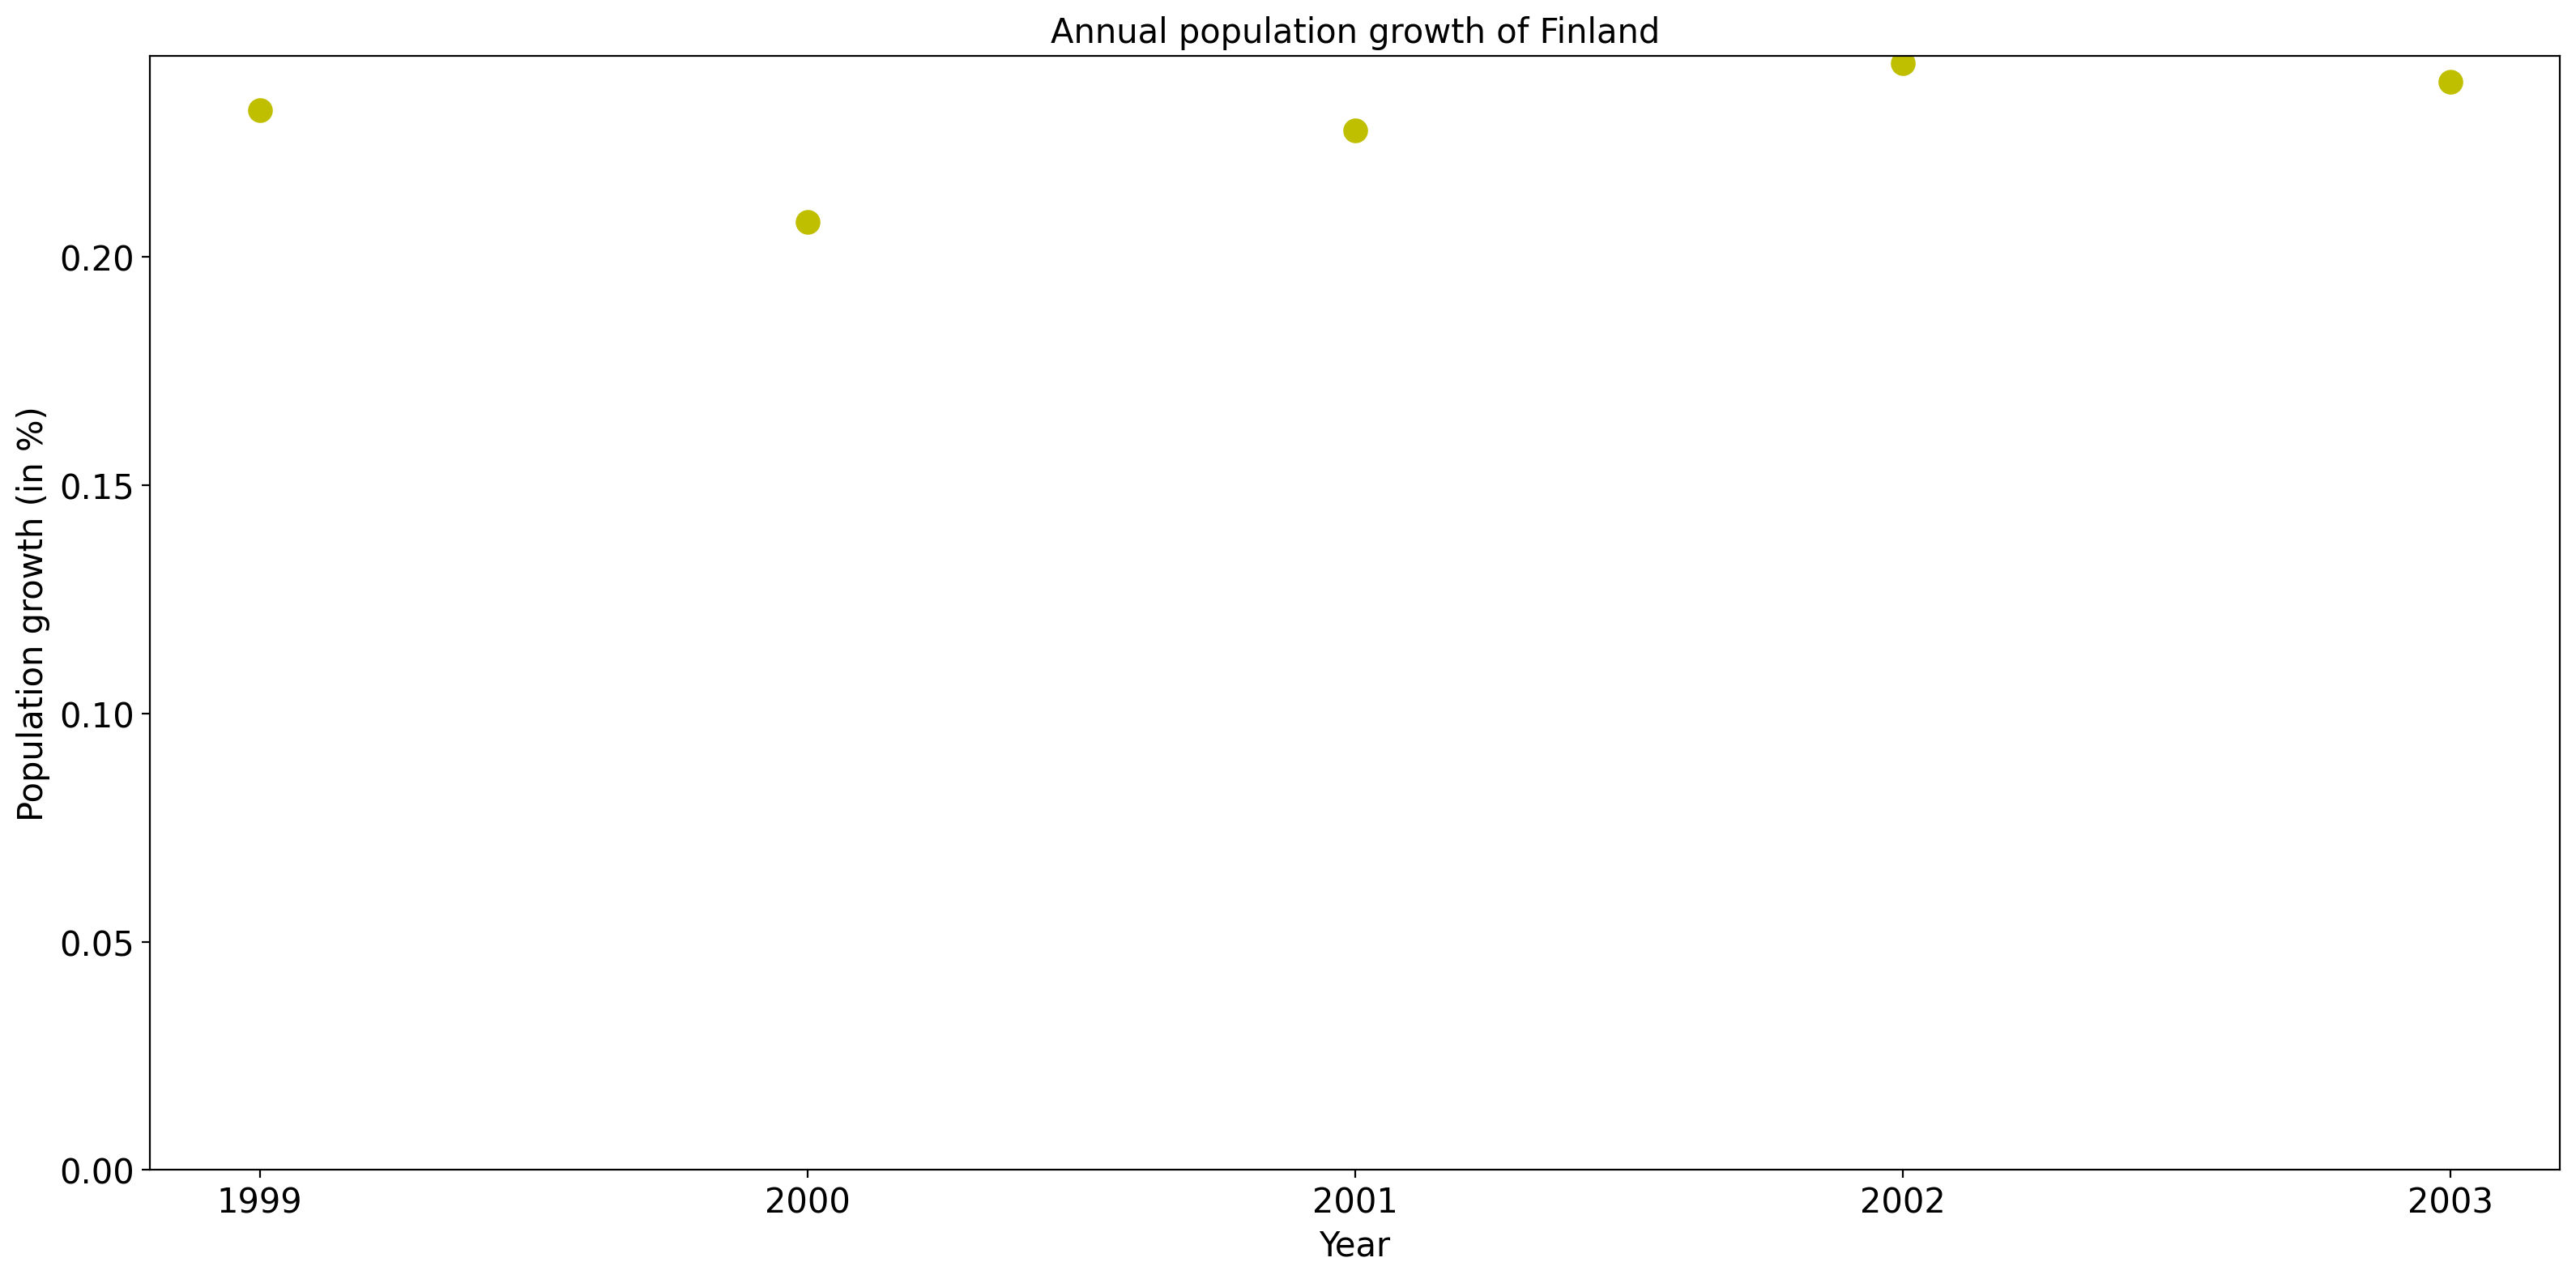 Annual population growth of Finland
Population growth (in %)
0.20
0.15
0.10
0.05
0.00
1999 2000 2001 2002 2003
Year